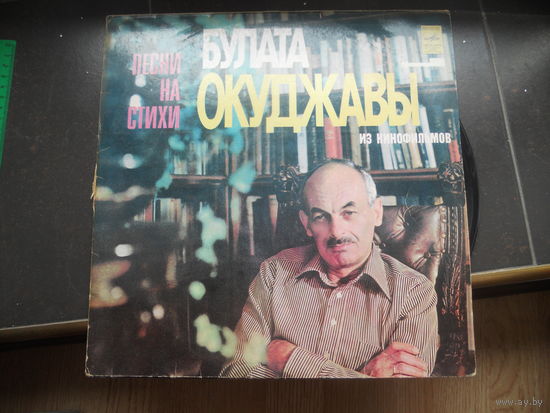 ПЕСНИ
НА
СТИХИ
БУЛАТА
ОКУДЖАВЫ
ИЗ КИНОФИЛЬМОВ
www.ay.by